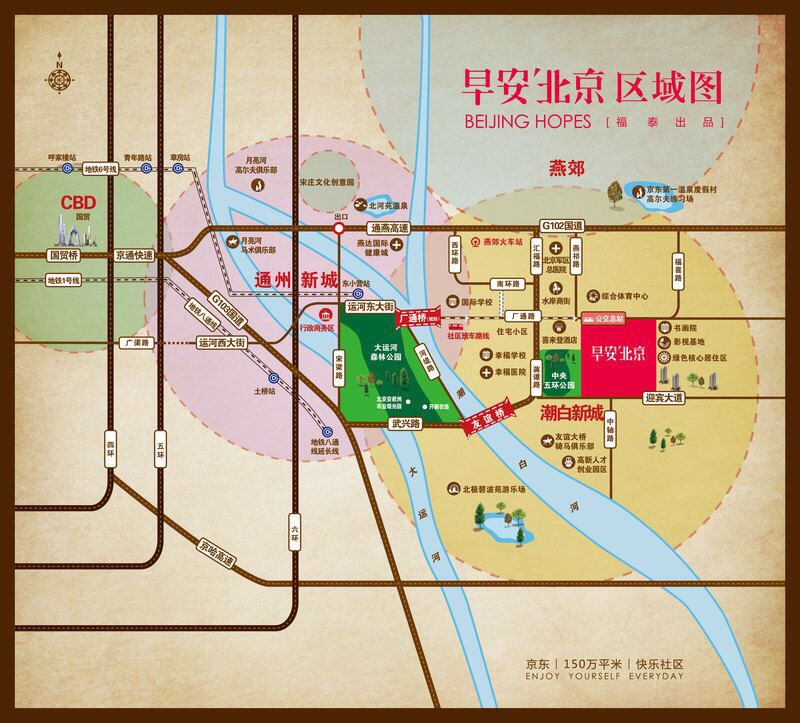 N
早安北京 区域图
BEIJING HOPES [福泰出品]
呼家楼站
青年路站
草房站
地铁6号线
月亮河
高尔夫俱乐部
宋庄文化创意园
燕郊
京东第一温泉度假村
高尔夫练习场
CBD
国贸
北河苑温泉
出口
通燕高速
G102国道
国贸桥
京通快速
月亮河
马术俱乐部
燕达国际
健康城
西环路
燕郊火车站
汇福路
北京军区
总医院
燕祁路
福喜路
地铁1号线
通州 新城
东小营站
南环路
水岸商街
综合体育中心
G103国道
地铁八通线
运河东大街
行政商务区
厂通桥(规划)
国际学校
厂通路
公交总站
社区班车路线
住宅小区
喜来登酒店
早安北京
书画院
影视基地
绿色核心居住区
广渠路
运河西大街
宋梁路
大运河
森林公园
河堤路
潮
幸福学校
幸福医院
蒋谭路
中央
五环公园
土桥站
北京安君洲
农业观光园
开新农场
友谊桥
潮白新城
迎宾大道
武兴路
地铁八通
线延长线
四环
五环
六环
中轴路
友谊大桥
骑马俱乐部
高新人才
创业园区
白
河
大运河
北极碧波苑游乐场
京哈高速
京东 | 150万平米 | 快乐社区
ENJOY YOURSELF EVERYDAY